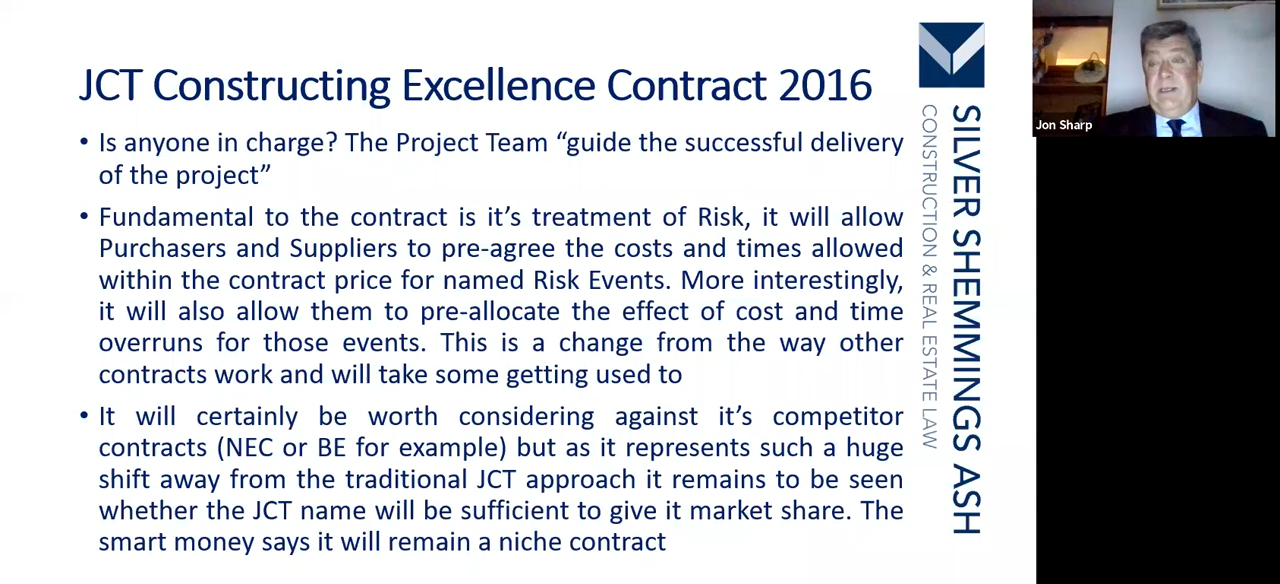 JCT Constructing Excellence Contract 2016
• Is anyone in charge? The Project Team “guide the successful delivery
of the project”
• Fundamental to the contract is it’s treatment of Risk, it will allow
Purchasers and Suppliers to pre-agree the costs and times allowed
within the contract price for named Risk Events. More interestingly,
it will also allow them to pre-allocate the effect of cost and time
overruns for those events. This is a change from the way other
contracts work and will take some getting used to
• It will certainly be worth considering against it’s competitor
contracts (NEC or BE for example) but as it represents such a huge
shift away from the traditional JCT approach it remains to be seen
whether the JCT name will be sufficient to give it market share. The
smart money says it will remain a niche contract
SILVER SHEMMINGS ASH
CONSTRUCTION & REAL ESTATE LAW
Jon Sharp